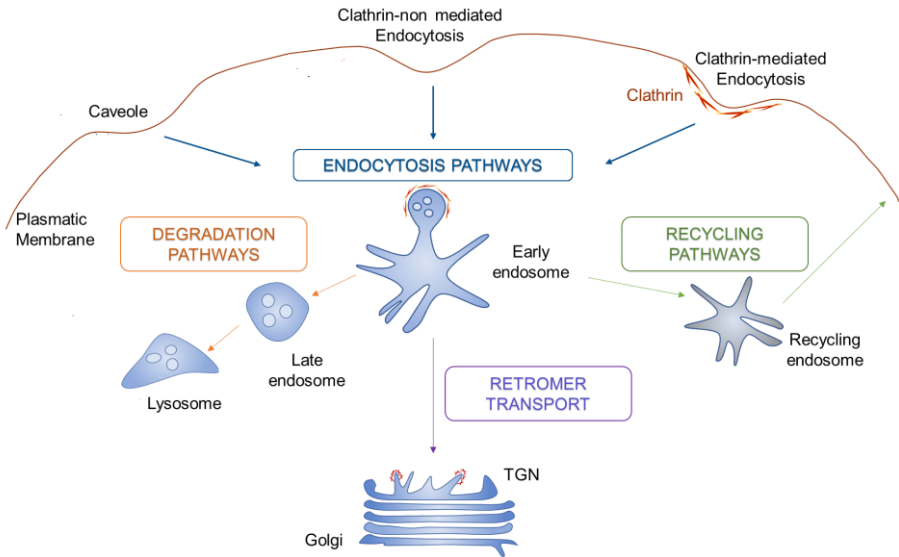 Clathrin-non mediated
Endocytosis
Clathrin-mediated
Endocytosis
Clathrin
Caveole
ENDOCYTOSIS PATHWAYS
Plasmatic
Membrane
DEGRADATION
PATHWAYS
Early
endosome
RECYCLING
PATHWAYS
Late
endosome
Recycling
endosome
Lysosome
RETROMER
TRANSPORT
TGN
Golgi